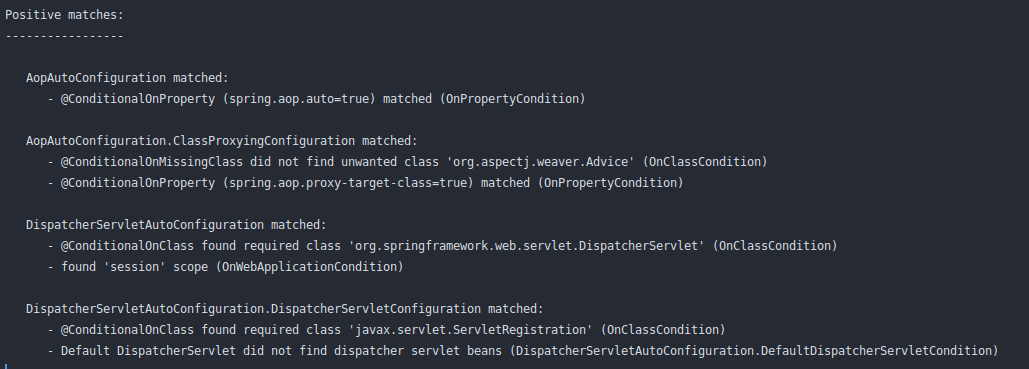 Positive matches:
-----------------
AopAutoConfiguration matched:
- @ConditionalOnProperty (spring.aop.auto=true) matched (OnPropertyCondition)
AopAutoConfiguration.ClassProxyingConfiguration matched:
- @ConditionalOnMissingClass did not find unwanted class 'org.aspectj.weaver.Advice' (OnClassCondition)
- @ConditionalOnProperty (spring.aop.proxy-target-class=true) matched (OnPropertyCondition)
DispatcherServletAutoConfiguration matched:
- @ConditionalOnClass found required class 'org.springframework.web.servlet.DispatcherServlet' (OnClassCondition)
- found 'session' scope (OnWebApplicationCondition)
DispatcherServletAutoConfiguration.DispatcherServletConfiguration matched:
- @ConditionalOnClass found required class 'javax.servlet.ServletRegistration' (OnClassCondition)
- Default DispatcherServlet did not find dispatcher servlet beans (DispatcherServletAutoConfiguration.DefaultDispatcherServletCondition)